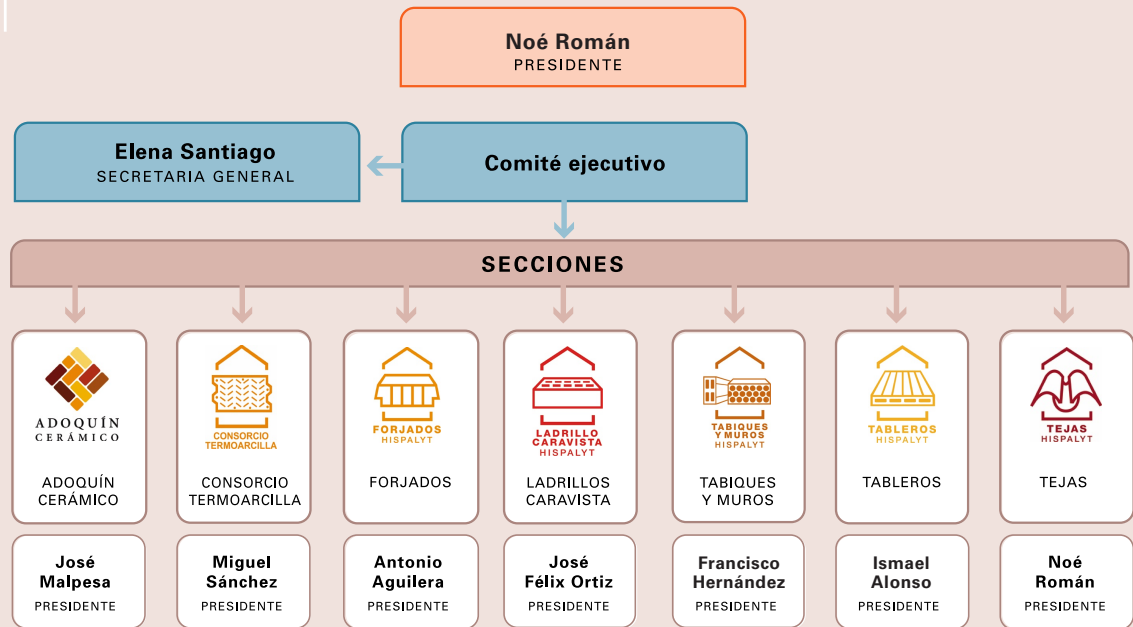 Noé Román
PRESIDENTE
Elena Santiago
SECRETARIA GENERAL
Comité ejecutivo
SECCIONES
ADOQUÍN
CERÁMICO
ADOQUÍN
CERÁMICO
José
Malpesa
PRESIDENTE
CONSORCIO
TERMOARCILLA
CONSORCIO
TERMOARCILLA
Miguel
Sánchez
PRESIDENTE
FORJADOS
HISPALYT
FORJADOS
Antonio
Aguilera
PRESIDENTE
LADRILLO
CARAVISTA
HISPALYT
LADRILLOS
CARAVISTA
José
Félix Ortiz
PRESIDENTE
TABIQUES
Y MUROS
HISPALYT
TABIQUES
Y MUROS
Francisco
Hernández
PRESIDENTE
TABLEROS
HISPALYT
TABLEROS
Ismael
Alonso
PRESIDENTE
TEJAS
HISPALYT
TEJAS
Noé
Román
PRESIDENTE